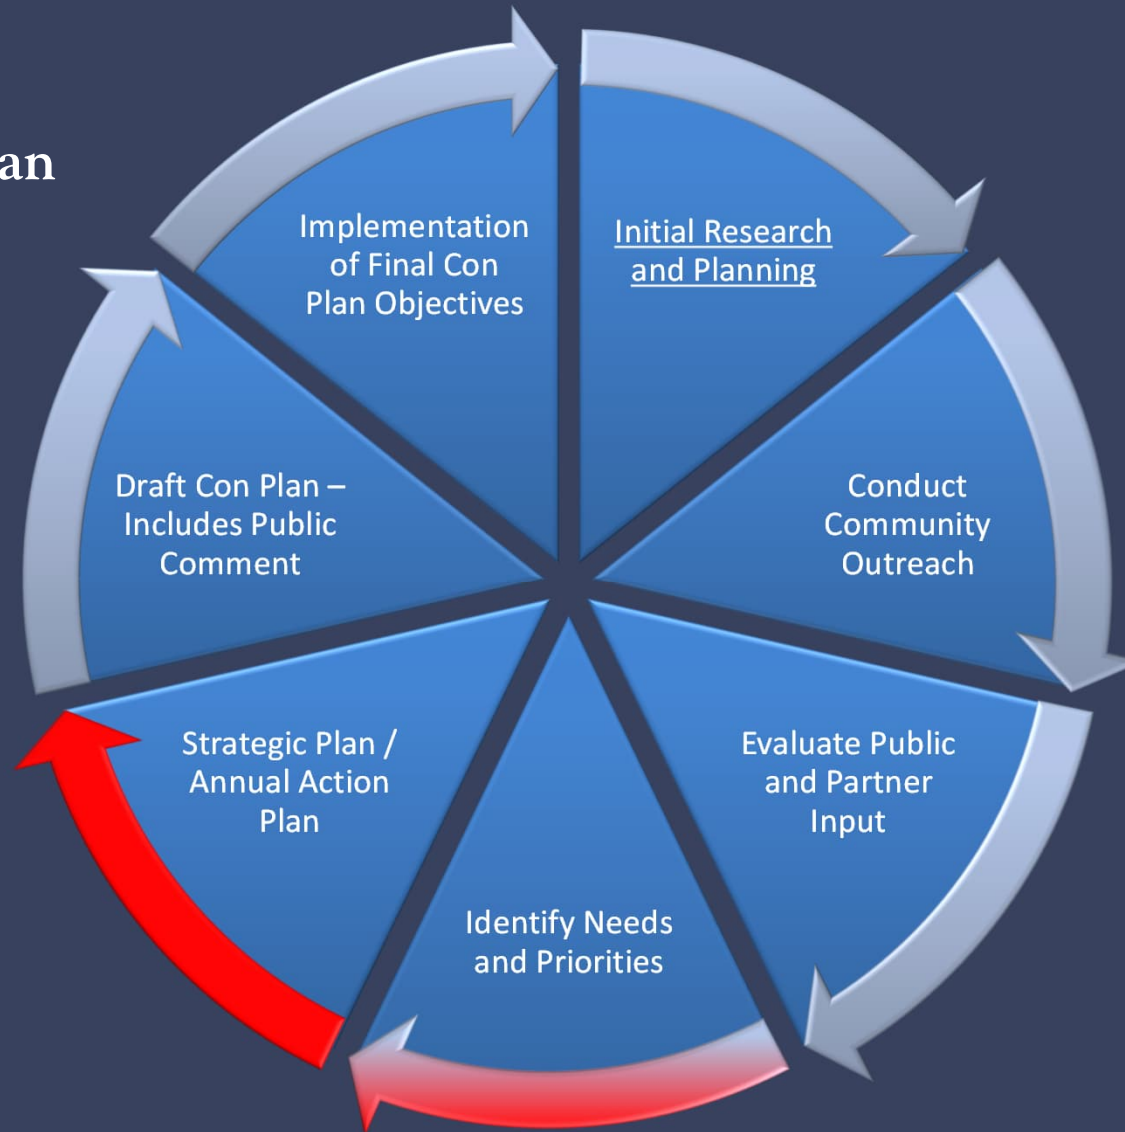 an
Initial Research
and Planning
Conduct
Community
Outreach
Evaluate Public
and Partner
Input
Identify Needs
and Priorities
Strategic Plan /
Annual Action
Plan
Draft Con Plan –
Includes Public
Comment
Implementation
of Final Con
Plan Objectives